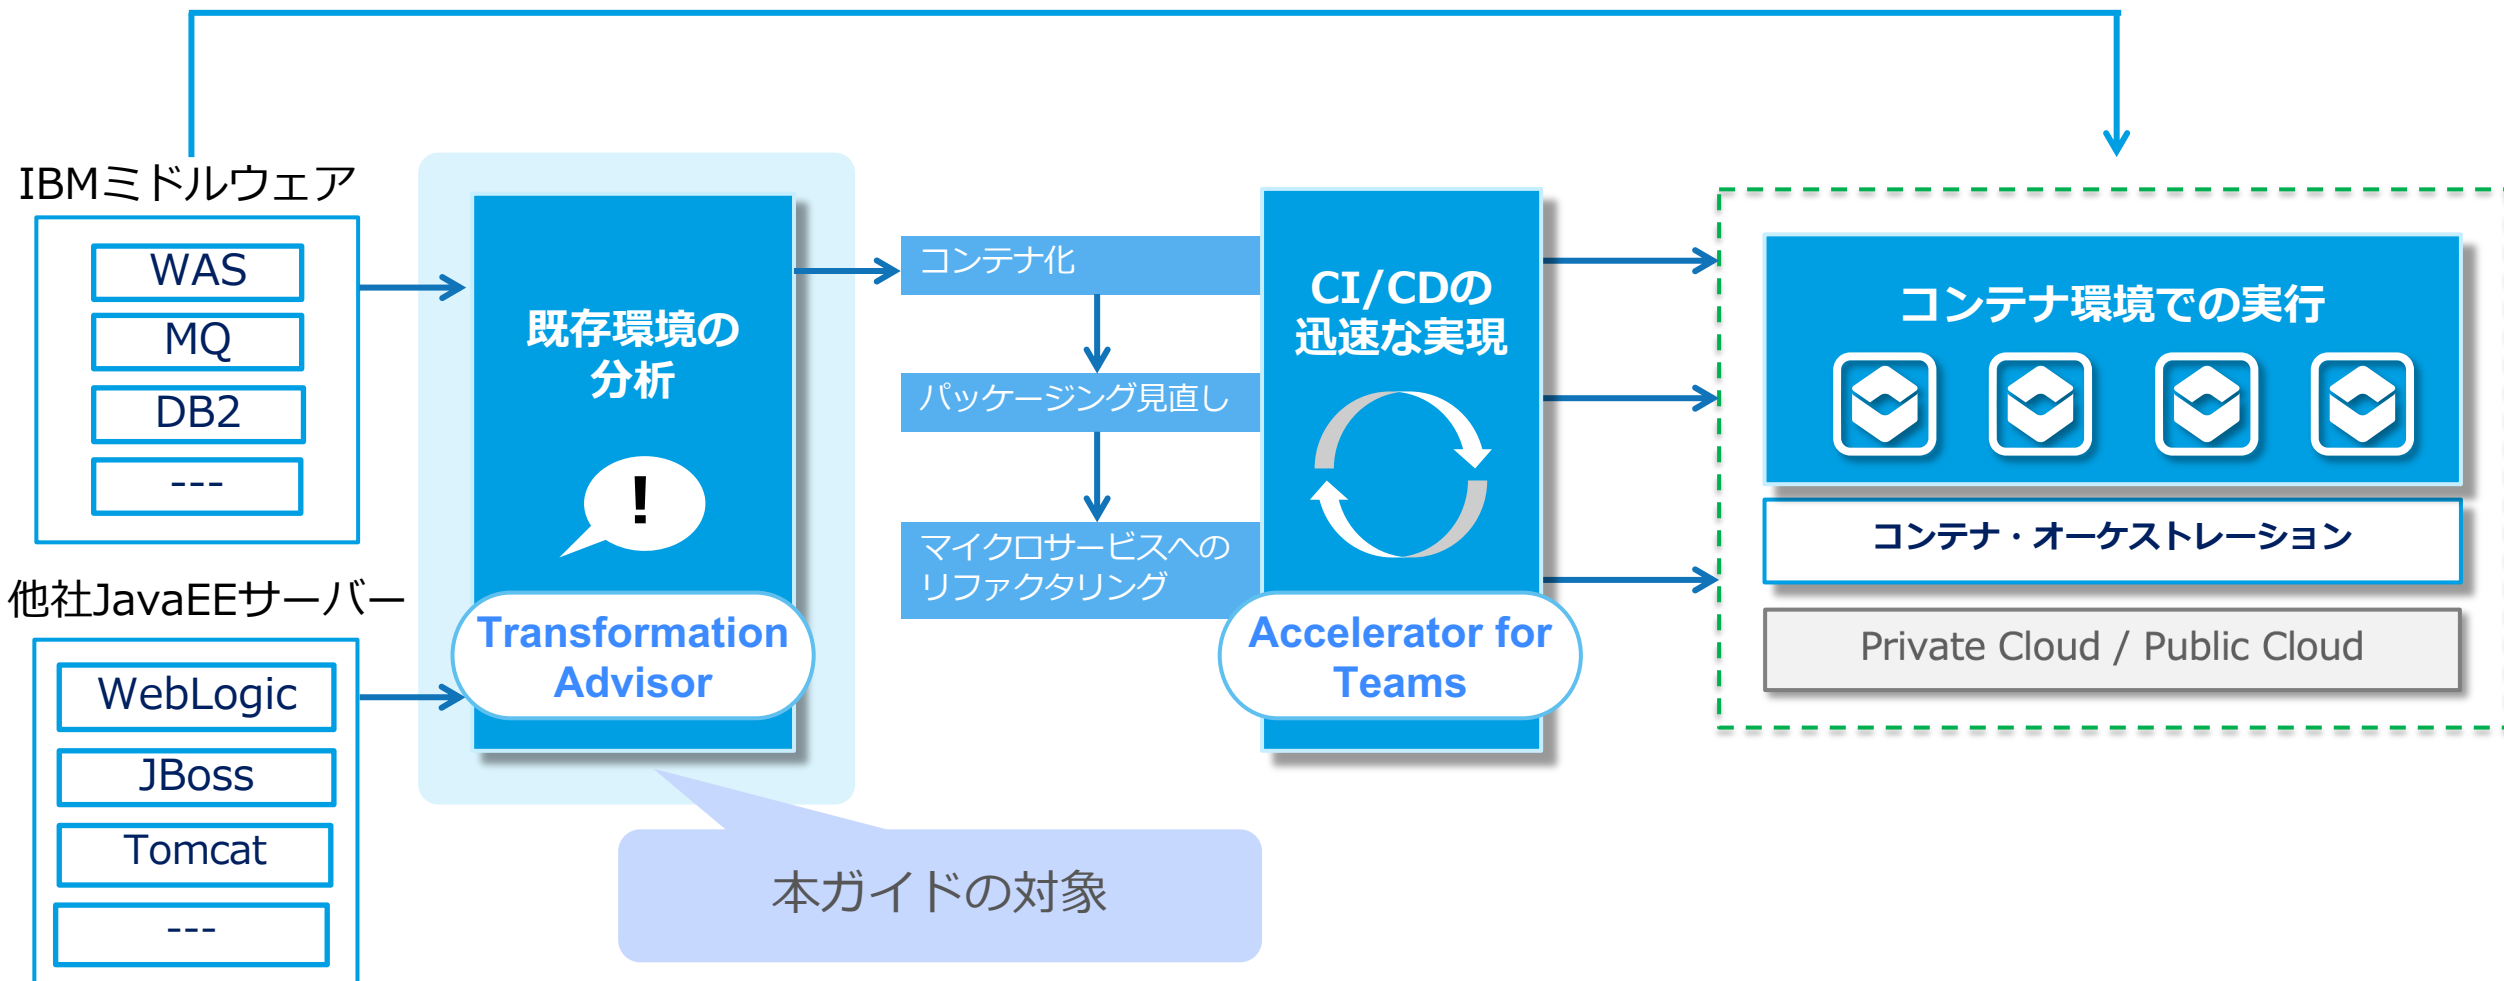 IBMミドルウェア
WAS
MQ
DB2
---
他社JavaEEサーバー
WebLogic
JBoss
Tomcat
---
既存環境の
分析
!
Transformation
Advisor
コンテナ化
パッケージング見直し
マイクロサービスへの
リファクタリング
CI/CDの
迅速な実現
Accelerator for
Teams
コンテナ環境での実行
コンテナ・オーケストレーション
Private Cloud / Public Cloud
本ガイドの対象